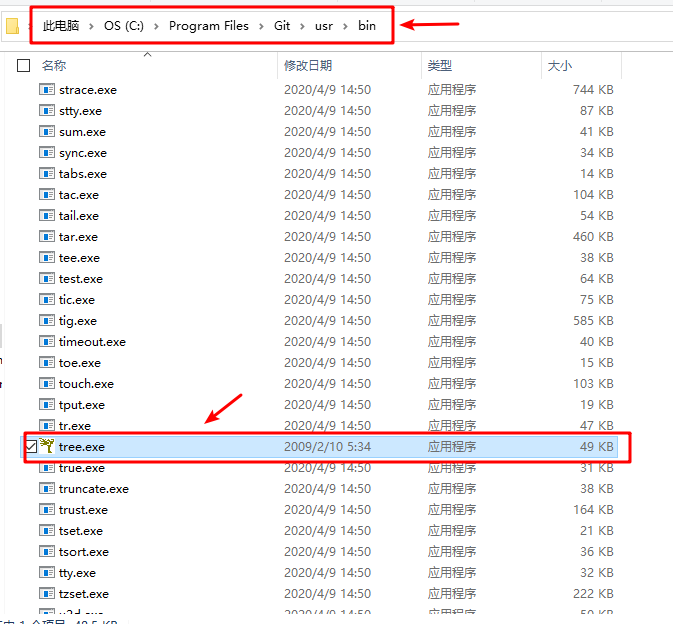 此电脑 > OS (C:) > Program Files > Git > usr > bin
名称 修改日期 类型 大小
strace.exe 2020/4/9 14:50 应用程序 744 KB
stty.exe 2020/4/9 14:50 应用程序 87 KB
sum.exe 2020/4/9 14:50 应用程序 41 KB
sync.exe 2020/4/9 14:50 应用程序 34 KB
tabs.exe 2020/4/9 14:50 应用程序 14 KB
tac.exe 2020/4/9 14:50 应用程序 104 KB
tail.exe 2020/4/9 14:50 应用程序 54 KB
tar.exe 2020/4/9 14:50 应用程序 460 KB
tee.exe 2020/4/9 14:50 应用程序 38 KB
test.exe 2020/4/9 14:50 应用程序 64 KB
tic.exe 2020/4/9 14:50 应用程序 75 KB
tig.exe 2020/4/9 14:50 应用程序 585 KB
timeout.exe 2020/4/9 14:50 应用程序 40 KB
toe.exe 2020/4/9 14:50 应用程序 15 KB
touch.exe 2020/4/9 14:50 应用程序 103 KB
tput.exe 2020/4/9 14:50 应用程序 19 KB
tr.exe 2020/4/9 14:50 应用程序 47 KB
tree.exe 2009/2/10 5:34 应用程序 49 KB
true.exe 2020/4/9 14:50 应用程序 31 KB
truncate.exe 2020/4/9 14:50 应用程序 38 KB
trust.exe 2020/4/9 14:50 应用程序 164 KB
tset.exe 2020/4/9 14:50 应用程序 21 KB
tsort.exe 2020/4/9 14:50 应用程序 36 KB
tty.exe 2020/4/9 14:50 应用程序 32 KB
tzset.exe 2020/4/9 14:50 应用程序 222 KB
u2d.exe 2020/4/9 14:50 应用程序 50 KB